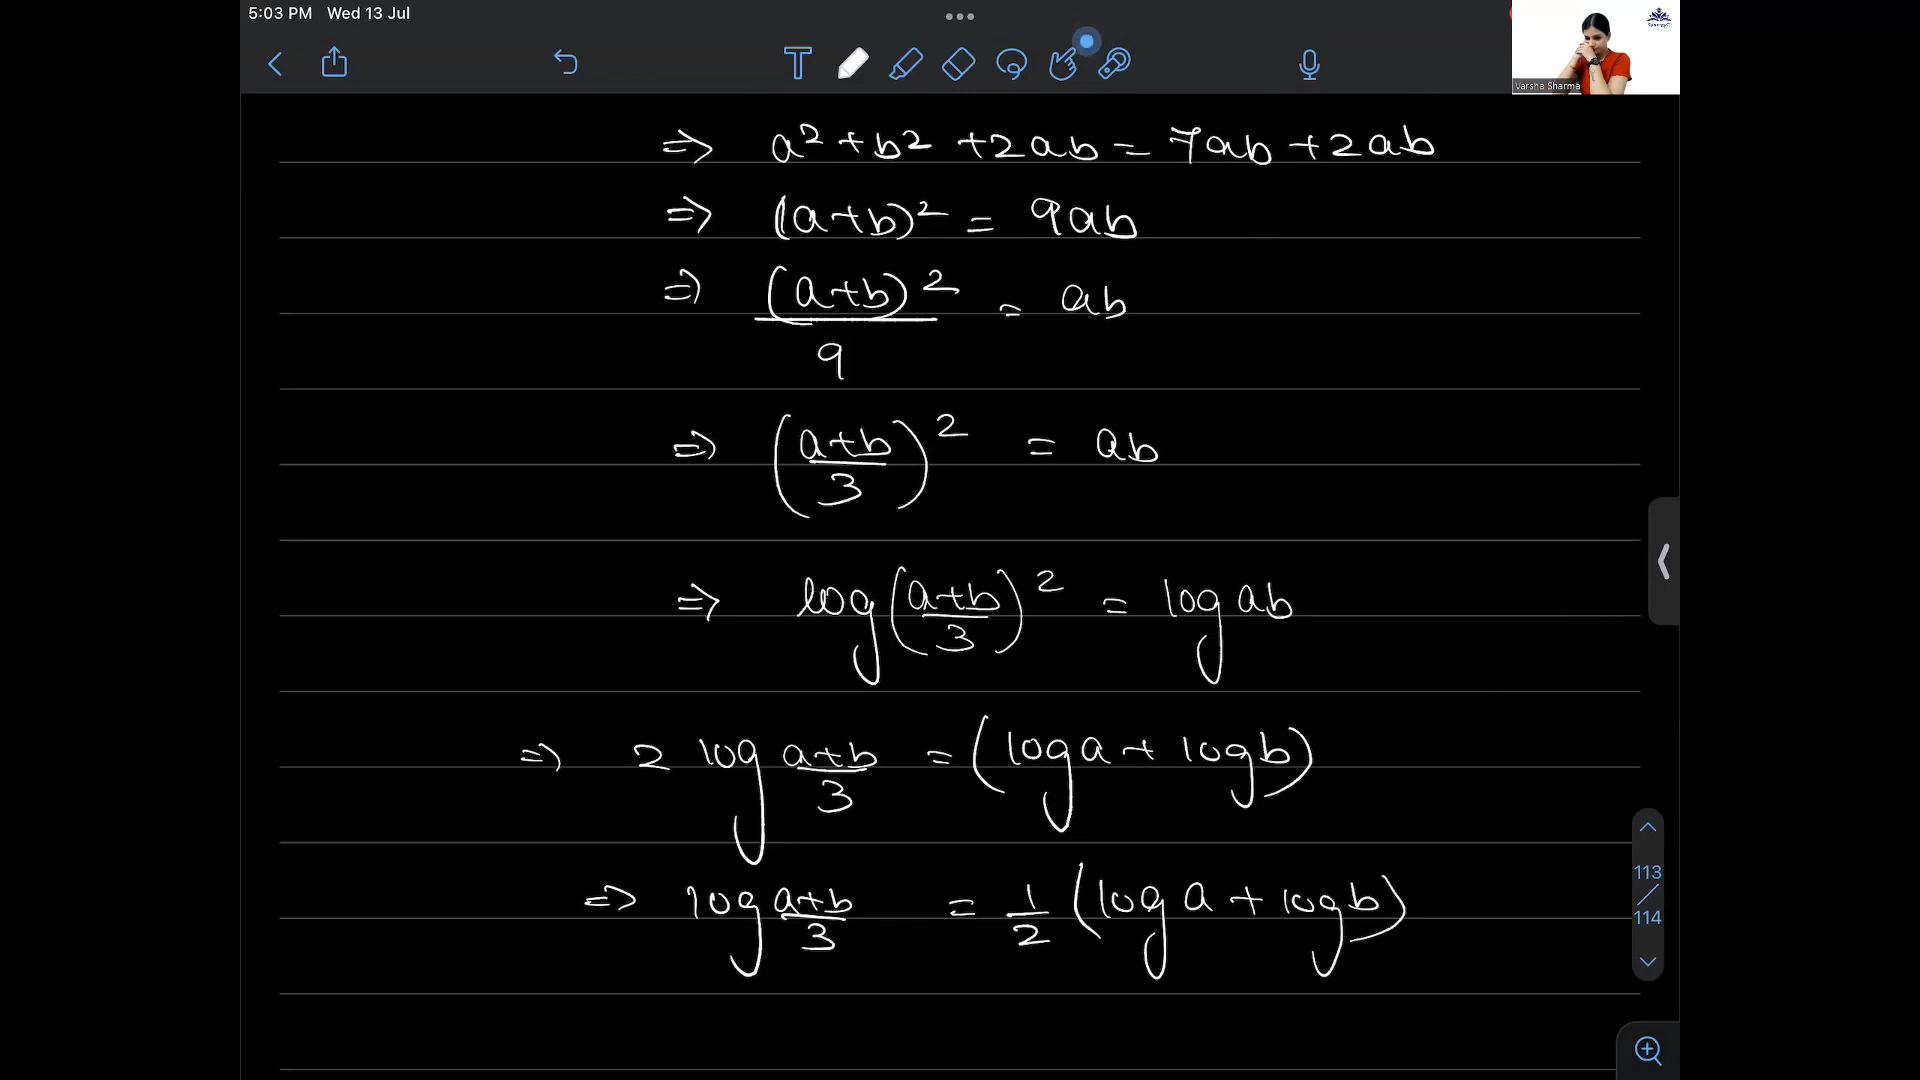 5:03 PM Wed 13 Jul
Varsha Sharma
⇒ a² + b² + 2ab = 7ab + 2ab
⇒ (a+b)² = 9ab
⇒ (a+b)²/9 = ab
⇒ ((a+b)/3)² = ab
⇒ log((a+b)/3)² = log ab
⇒ 2 log (a+b)/3 = (log a + log b)
⇒ log (a+b)/3 = 1/2 (log a + log b)
113
/
114